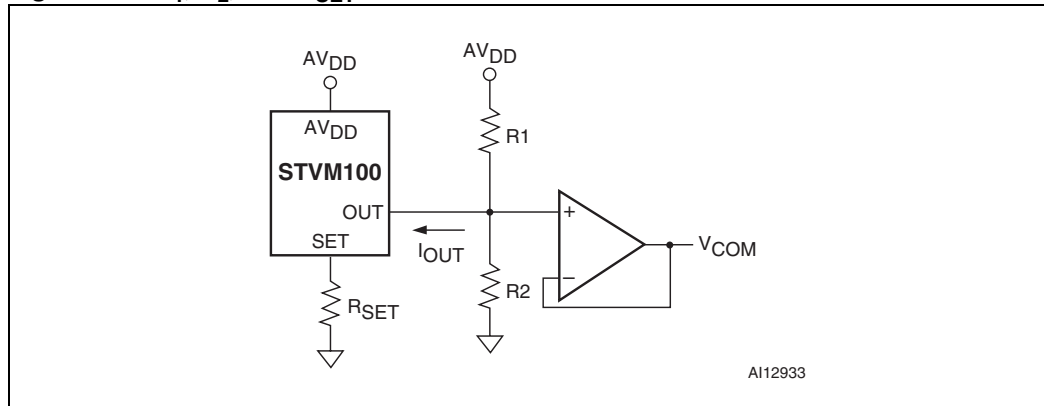 AVDD
AVDD
AVDD
STVM100
OUT
SET
RSET
IOUT
R1
R2
+
−
VCOM
AI12933